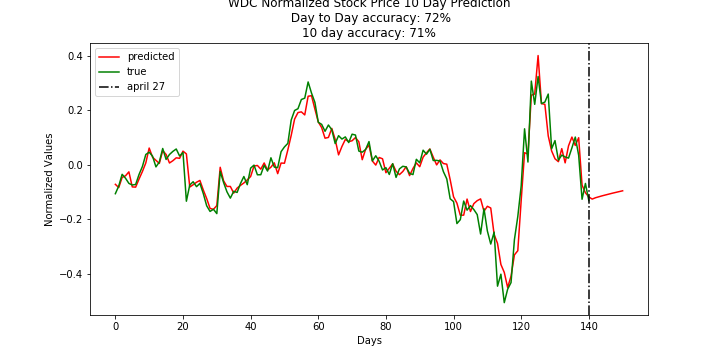 WDC Normalized Stock Price 10 Day Prediction
Day to Day accuracy: 72%
10 day accuracy: 71%
predicted
true
april 27
Normalized Values
0.4
0.2
0.0
−0.2
−0.4
0 20 40 60 80 100 120 140
Days